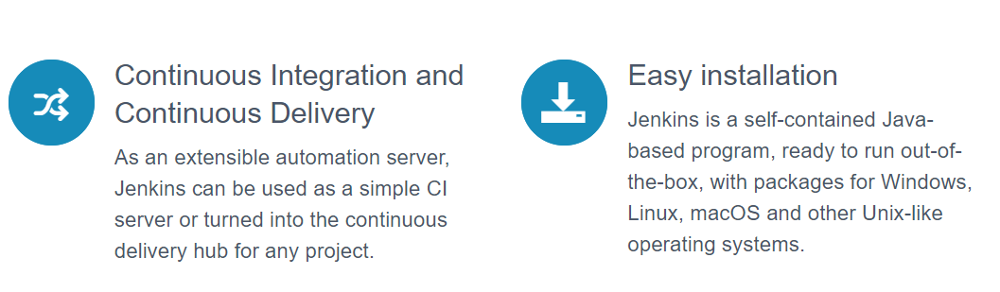 Continuous Integration and
Continuous Delivery
As an extensible automation server,
Jenkins can be used as a simple CI
server or turned into the continuous
delivery hub for any project.
Easy installation
Jenkins is a self-contained Java-
based program, ready to run out-of-
the-box, with packages for Windows,
Linux, macOS and other Unix-like
operating systems.